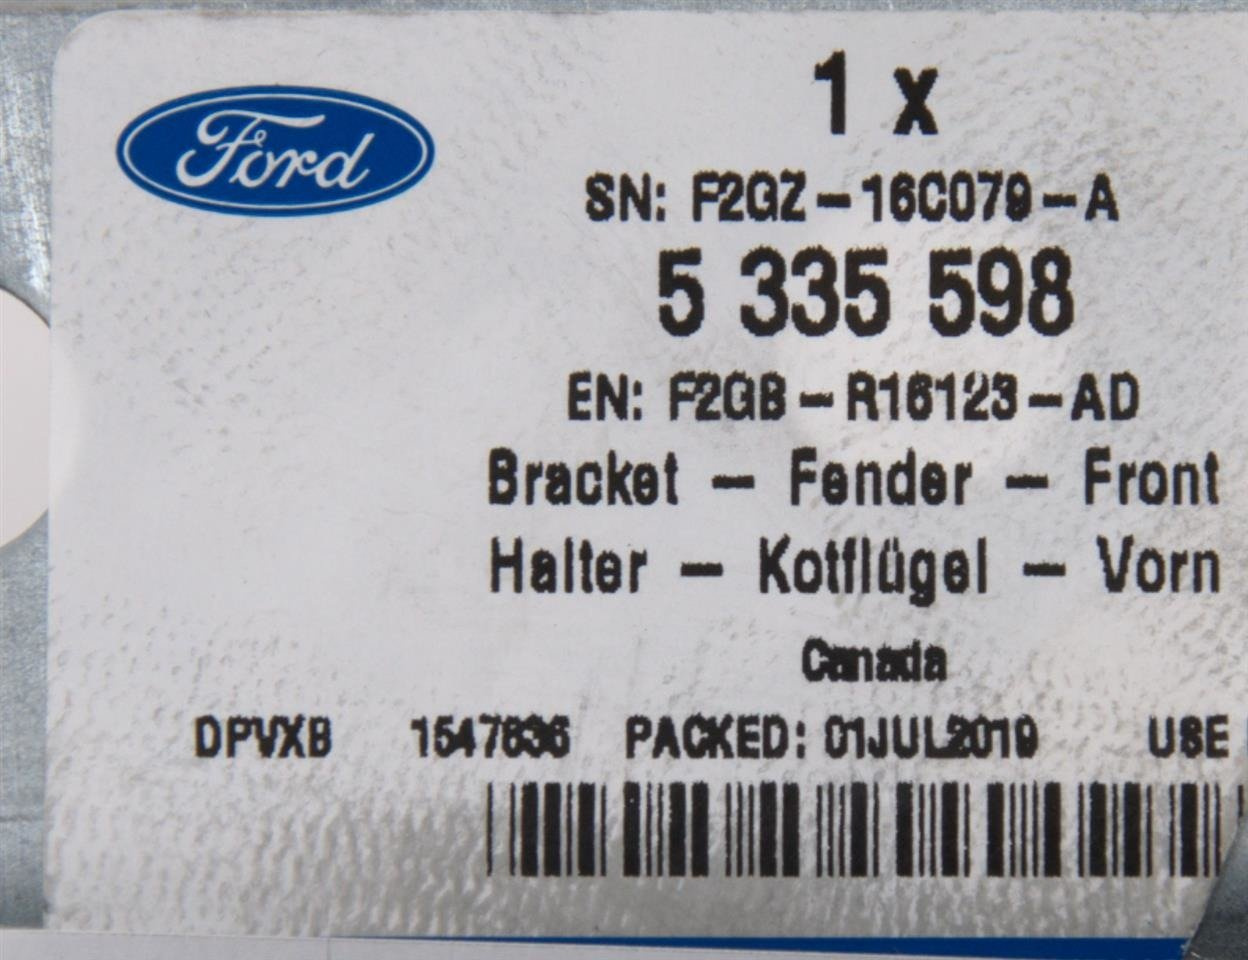 Ford
1 x
SN: F2GZ-16C079-A
5 335 598
EN: F2GB-R16123-AD
Bracket - Fender - Front
Halter - Kotflügel - Vorn
Canada
DPVXB 1547836 PACKED: 01JUL2019 USE